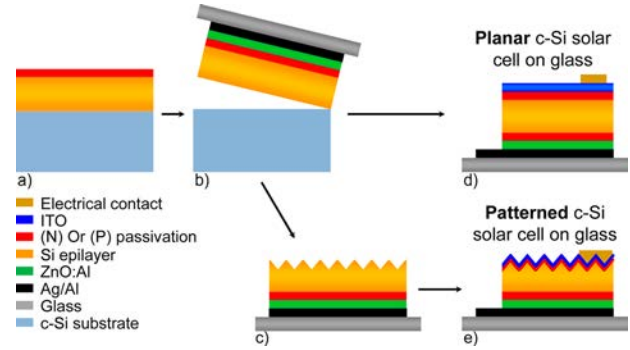 Planar c-Si solar
cell on glass
a)
b)
d)
Electrical contact
ITO
(N) Or (P) passivation
Si epilayer
ZnO:Al
Ag/Al
Glass
c-Si substrate
Patterned c-Si
solar cell on glass
c)
e)